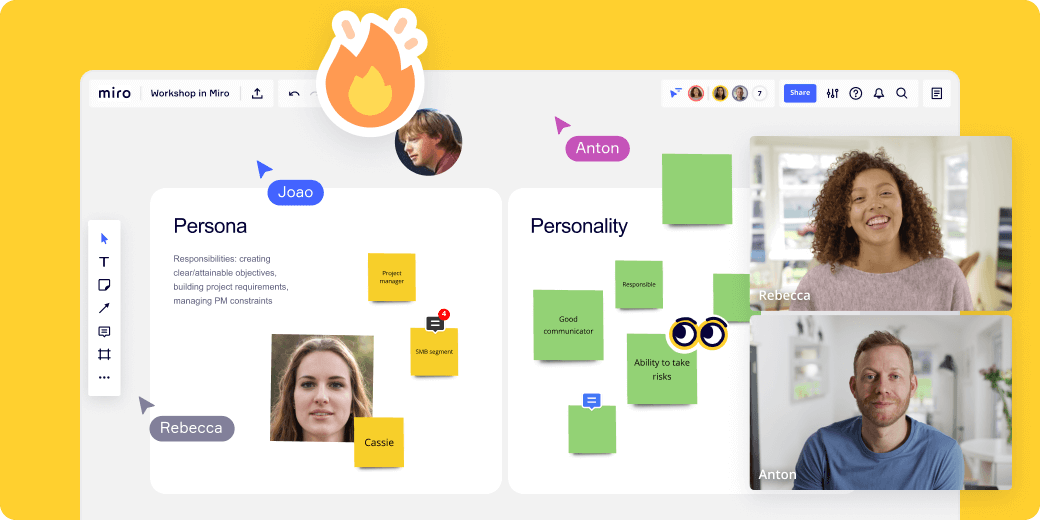 miro
Workshop in Miro
7
Share
Anton
Joao
Persona
Responsibilities: creating
clear/attainable objectives,
building project requirements,
managing PM constraints
Project
manager
4
SMB segment
Cassie
Rebecca
Personality
Responsible
Good
communicator
Ability to take
risks
Rebecca
Anton
T